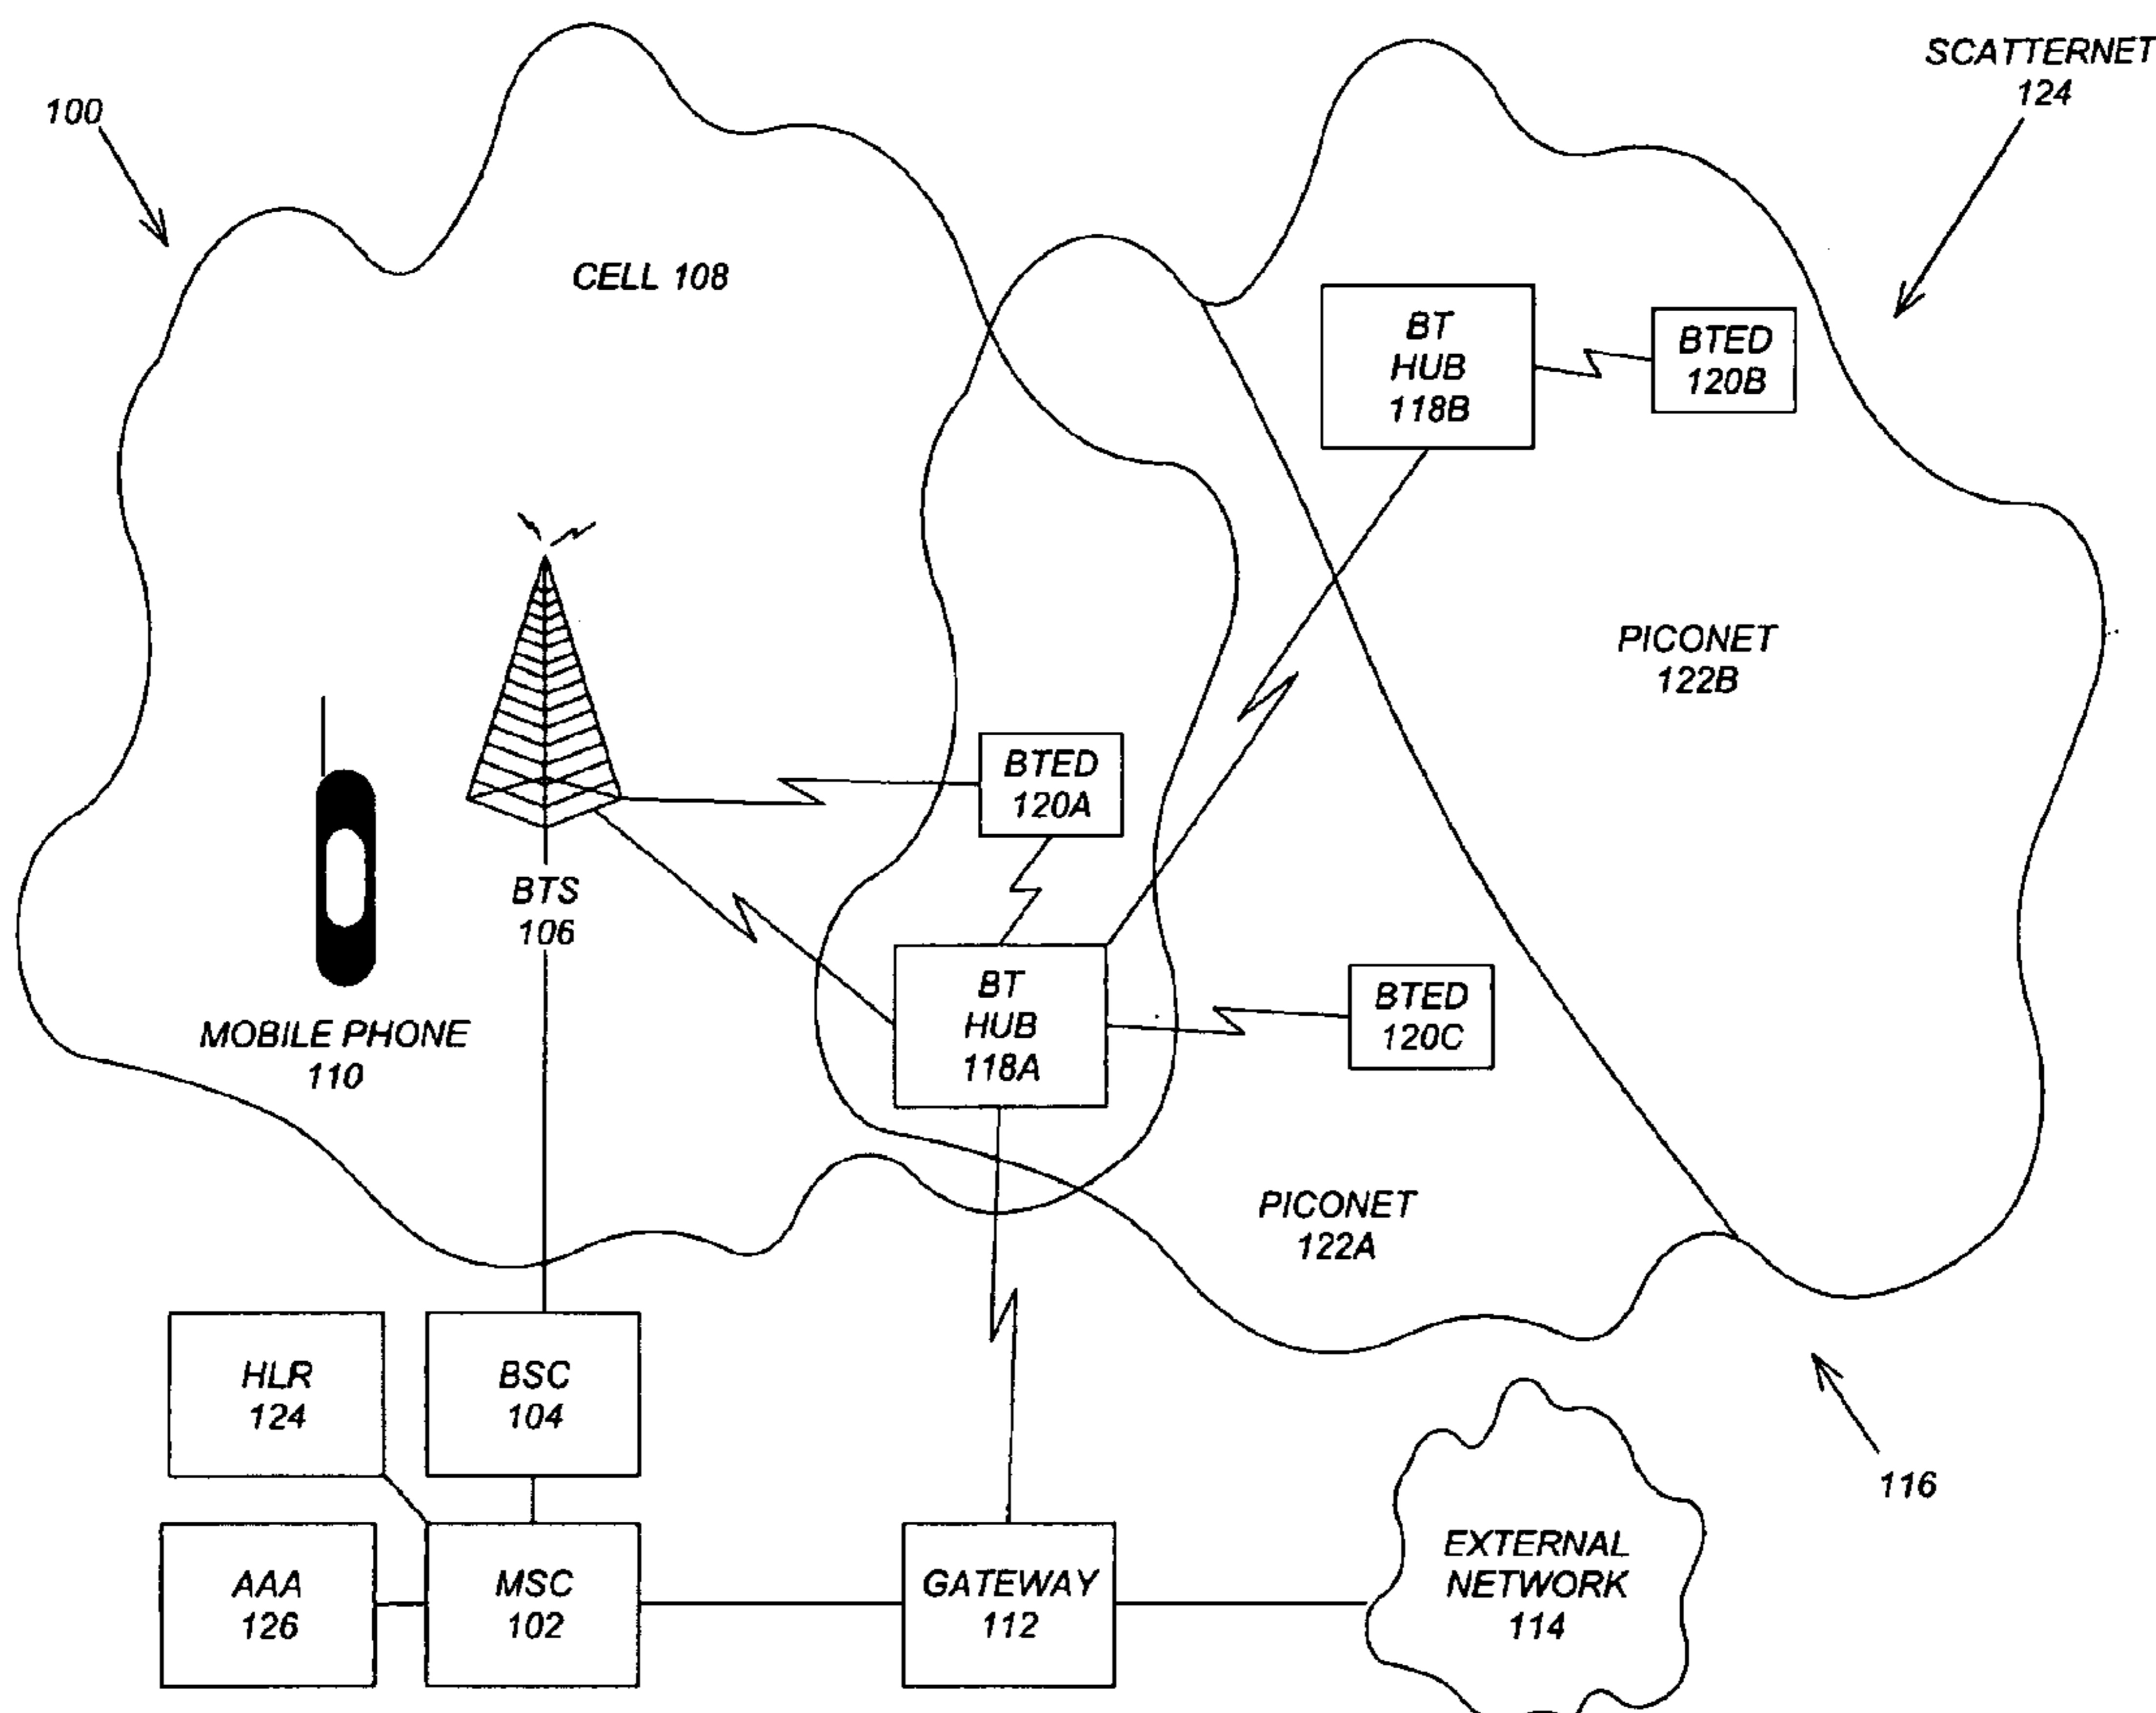 SCATTERNET
124
100
CELL 108
BT
HUB
118B
BTED
120B
PICONET
122B
BTED
120A
BTS
106
BT
HUB
118A
BTED
120C
MOBILE PHONE
110
PICONET
122A
HLR
124
BSC
104
116
AAA
126
MSC
102
GATEWAY
112
EXTERNAL
NETWORK
114